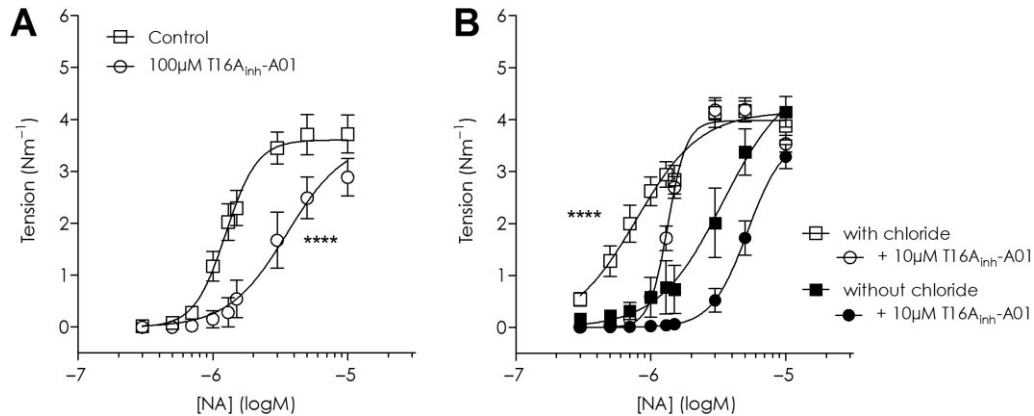 A
Control
100µM T16Ainh-A01
6
5
4
3
2
1
0
Tension (Nm−1)
****
−7
−6
−5
[NA] (logM)
B
6
5
4
3
2
1
0
Tension (Nm−1)
****
with chloride
+ 10µM T16Ainh-A01
without chloride
+ 10µM T16Ainh-A01
−7
−6
−5
[NA] (logM)